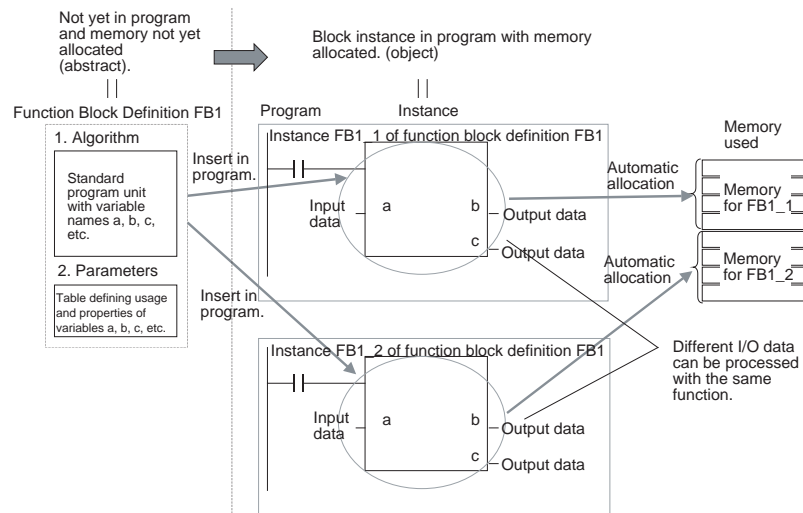 Not yet in program
and memory not yet
allocated
(abstract).
Block instance in program with memory
allocated. (object)
Function Block Definition FB1
1. Algorithm
Standard
program unit
with variable
names a, b, c,
etc.
2. Parameters
Table defining usage
and properties of
variables a, b, c, etc.
Insert in
program.
Insert in
program.
Program
Instance
Instance FB1_1 of function block definition FB1
Input
data
a
b
Output data
c
Output data
Automatic
allocation
Memory
used
Memory
for FB1_1
Automatic
allocation
Memory
for FB1_2
Instance FB1_2 of function block definition FB1
Input
data
a
b
Output data
c
Output data
Different I/O data
can be processed
with the same
function.